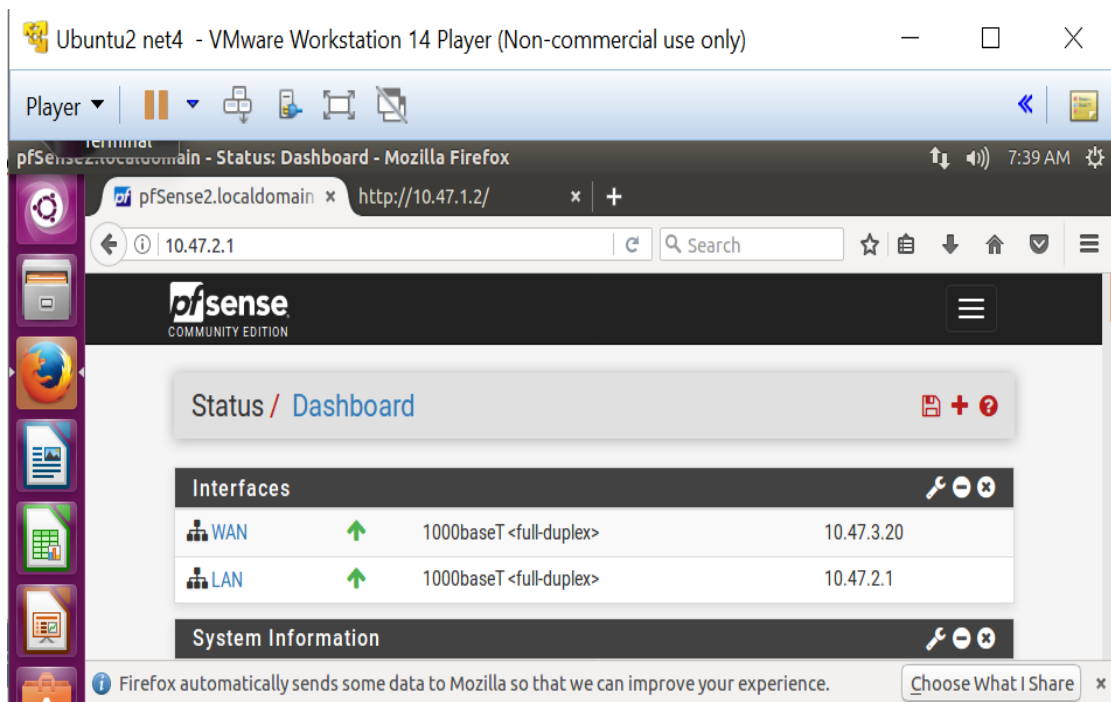 Ubuntu2 net4 - VMware Workstation 14 Player (Non-commercial use only)
Player
Terminal
pfSense2.localdomain - Status: Dashboard - Mozilla Firefox 7:39 AM
pf pfSense2.localdomain × http://10.47.1.2/ × +
10.47.2.1 Search
pfsense
COMMUNITY EDITION
Status / Dashboard
Interfaces
WAN 1000baseT <full-duplex> 10.47.3.20
LAN 1000baseT <full-duplex> 10.47.2.1
System Information
Firefox automatically sends some data to Mozilla so that we can improve your experience. Choose What I Share ×